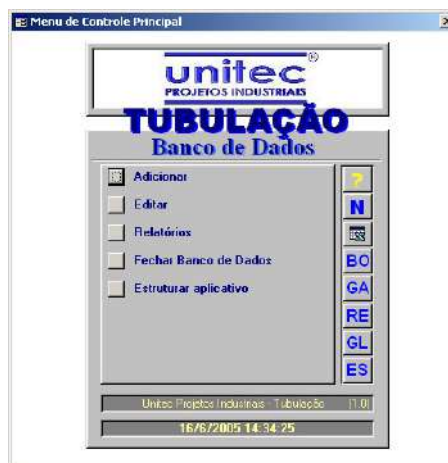 Menu de Controle Principal
unitec®
PROJETOS INDUSTRIAIS
TUBULAÇÃO
Banco de Dados
Adicionar
Editar
Relatórios
Fechar Banco de Dados
Estruturar aplicativo
?
N
BO
GA
RE
GL
ES
Unitec Projetos Industriais - Tubulação [1.0]
16/6/2005 14:34:25